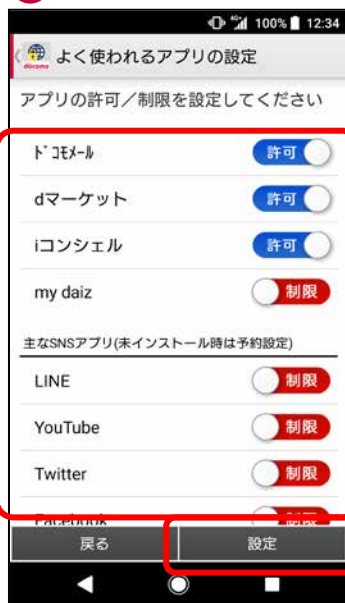 4G 100% 12:34
docomo よく使われるアプリの設定
アプリの許可／制限を設定してください
ﾄﾞｺﾓﾒｰﾙ 許可
dマーケット 許可
iコンシェル 許可
my daiz 制限
主なSNSアプリ(未インストール時は予約設定)
LINE 制限
YouTube 制限
Twitter 制限
Facebook 制限
戻る 設定